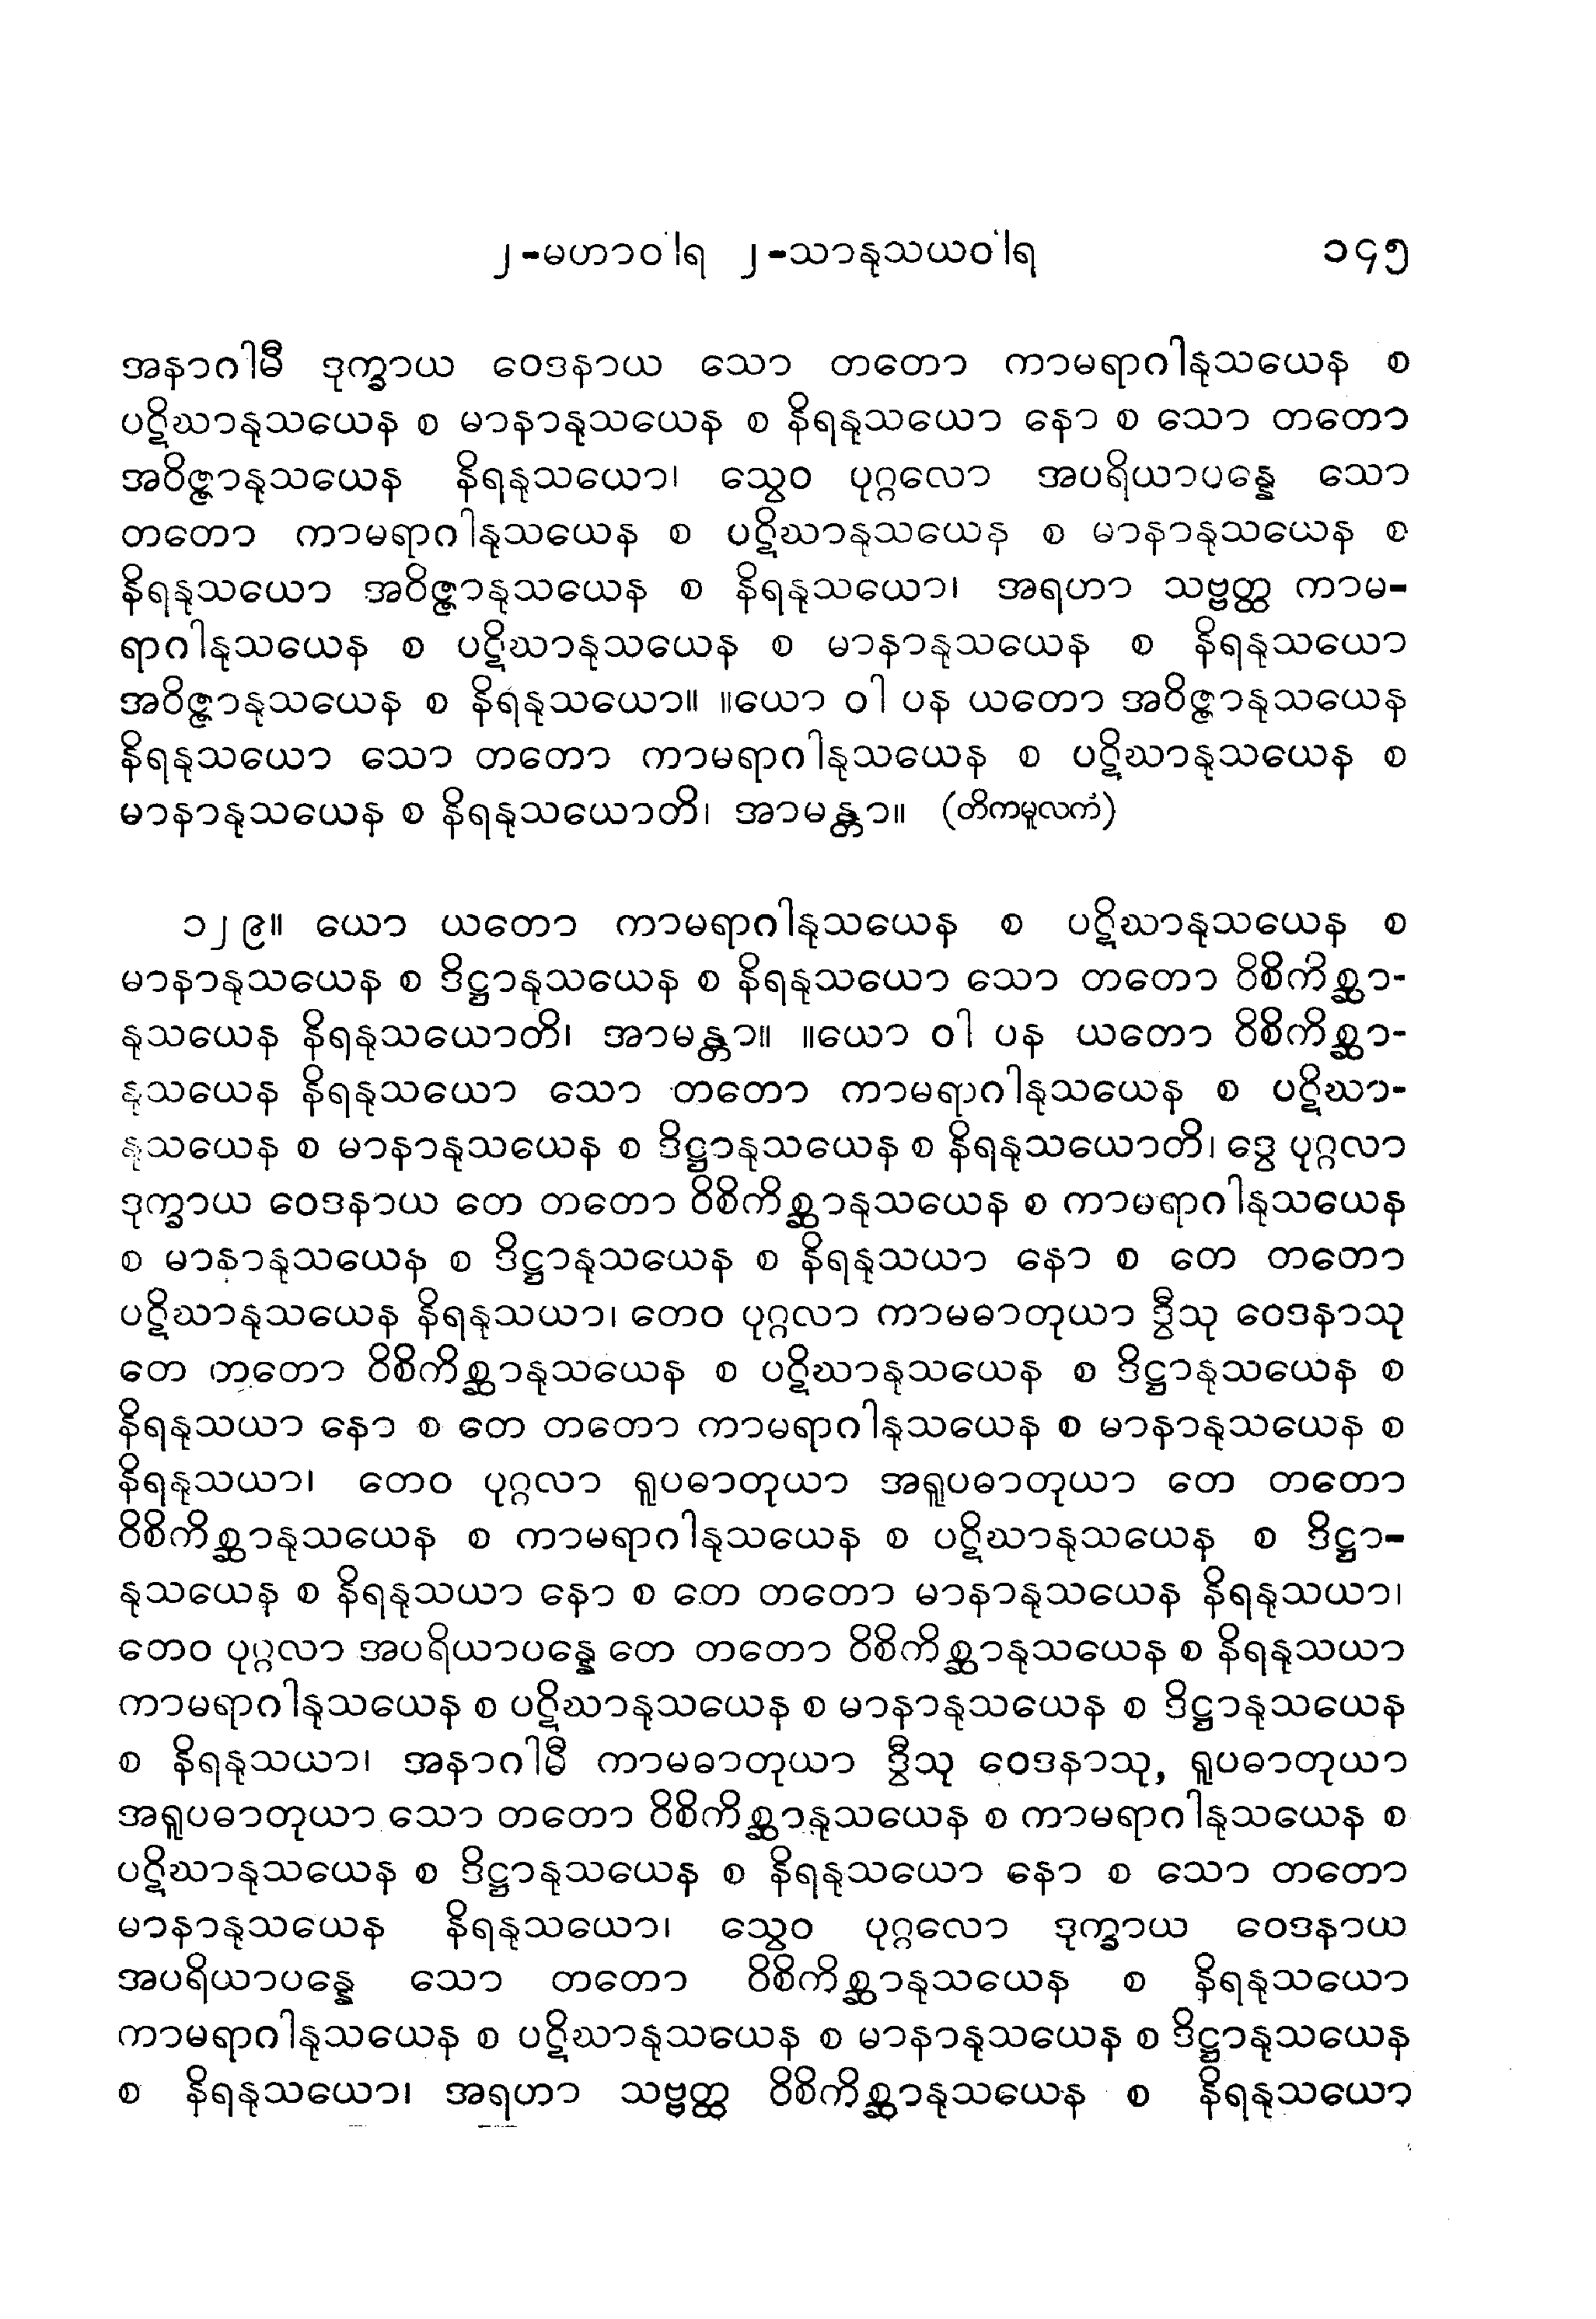 ၂-မဟာဝါရ ၂-သာနုသယဝါရ ၁၄၅
အနာဂါမီ ဒုက္ခာယ ဝေဒနာယ သော တတော ကာမရာဂါနုသယေန စ
ပဋိဃာနုသယေန စ မာနာနုသယေန စ နိရနုသယော နော စ သော တတော
အဝိဇ္ဇာနုသယေန နိရနုသယော၊ သွေဝ ပုဂ္ဂလော အပရိယာပန္နေ သော
တတော ကာမရာဂါနုသယေန စ ပဋိဃာနုသယေန စ မာနာနုသယေန စ
နိရနုသယော အဝိဇ္ဇာနုသယေန စ နိရနုသယော၊ အရဟာ သဗ္ဗတ္ထ ကာမ-
ရာဂါနုသယေန စ ပဋိဃာနုသယေန စ မာနာနုသယေန စ နိရနုသယော
အဝိဇ္ဇာနုသယေန စ နိရနုသယော။ ။ယော ဝါ ပန ယတော အဝိဇ္ဇာနုသယေန
နိရနုသယော သော တတော ကာမရာဂါနုသယေန စ ပဋိဃာနုသယေန စ
မာနာနုသယေန စ နိရနုသယောတိ၊ အာမန္တာ။ (တိကမူလကံ)
၁၂၉။ ယော ယတော ကာမရာဂါနုသယေန စ ပဋိဃာနုသယေန စ
မာနာနုသယေန စ ဒိဋ္ဌာနုသယေန စ နိရနုသယော သော တတော ဝိစိကိစ္ဆာ-
နုသယေန နိရနုသယောတိ၊ အာမန္တာ။ ။ယော ဝါ ပန ယတော ဝိစိကိစ္ဆာ-
နုသယေန နိရနုသယော သော တတော ကာမရာဂါနုသယေန စ ပဋိဃာ-
နုသယေန စ မာနာနုသယေန စ ဒိဋ္ဌာနုသယေန စ နိရနုသယောတိ၊ ဒွေ ပုဂ္ဂလာ
ဒုက္ခာယ ဝေဒနာယ တေ တတော ဝိစိကိစ္ဆာနုသယေန စ ကာမရာဂါနုသယေန
စ မာနာနုသယေန စ ဒိဋ္ဌာနုသယေန စ နိရနုသယာ နော စ တေ တတော
ပဋိဃာနုသယေန နိရနုသယာ၊ တေဝ ပုဂ္ဂလာ ကာမဓာတုယာ ဒွီသု ဝေဒနာသု
တေ တတော ဝိစိကိစ္ဆာနုသယေန စ ပဋိဃာနုသယေန စ ဒိဋ္ဌာနုသယေန စ
နိရနုသယာ နော စ တေ တတော ကာမရာဂါနုသယေန စ မာနာနုသယေန စ
နိရနုသယာ၊ တေဝ ပုဂ္ဂလာ ရူပဓာတုယာ အရူပဓာတုယာ တေ တတော
ဝိစိကိစ္ဆာနုသယေန စ ကာမရာဂါနုသယေန စ ပဋိဃာနုသယေန စ ဒိဋ္ဌာ-
နုသယေန စ နိရနုသယာ နော စ တေ တတော မာနာနုသယေန နိရနုသယာ၊
တေဝ ပုဂ္ဂလာ အပရိယာပန္နေ တေ တတော ဝိစိကိစ္ဆာနုသယေန စ နိရနုသယာ
ကာမရာဂါနုသယေန စ ပဋိဃာနုသယေန စ မာနာနုသယေန စ ဒိဋ္ဌာနုသယေန
စ နိရနုသယာ၊ အနာဂါမီ ကာမဓာတုယာ ဒွီသု ဝေဒနာသု, ရူပဓာတုယာ
အရူပဓာတုယာ သော တတော ဝိစိကိစ္ဆာနုသယေန စ ကာမရာဂါနုသယေန စ
ပဋိဃာနုသယေန စ ဒိဋ္ဌာနုသယေန စ နိရနုသယော နော စ သော တတော
မာနာနုသယေန နိရနုသယော၊ သွေဝ ပုဂ္ဂလော ဒုက္ခာယ ဝေဒနာယ
အပရိယာပန္နေ သော တတော ဝိစိကိစ္ဆာနုသယေန စ နိရနုသယော
ကာမရာဂါနုသယေန စ ပဋိဃာနုသယေန စ မာနာနုသယေန စ ဒိဋ္ဌာနုသယေန
စ နိရနုသယော၊ အရဟာ သဗ္ဗတ္ထ ဝိစိကိစ္ဆာနုသယေန စ နိရနုသယော